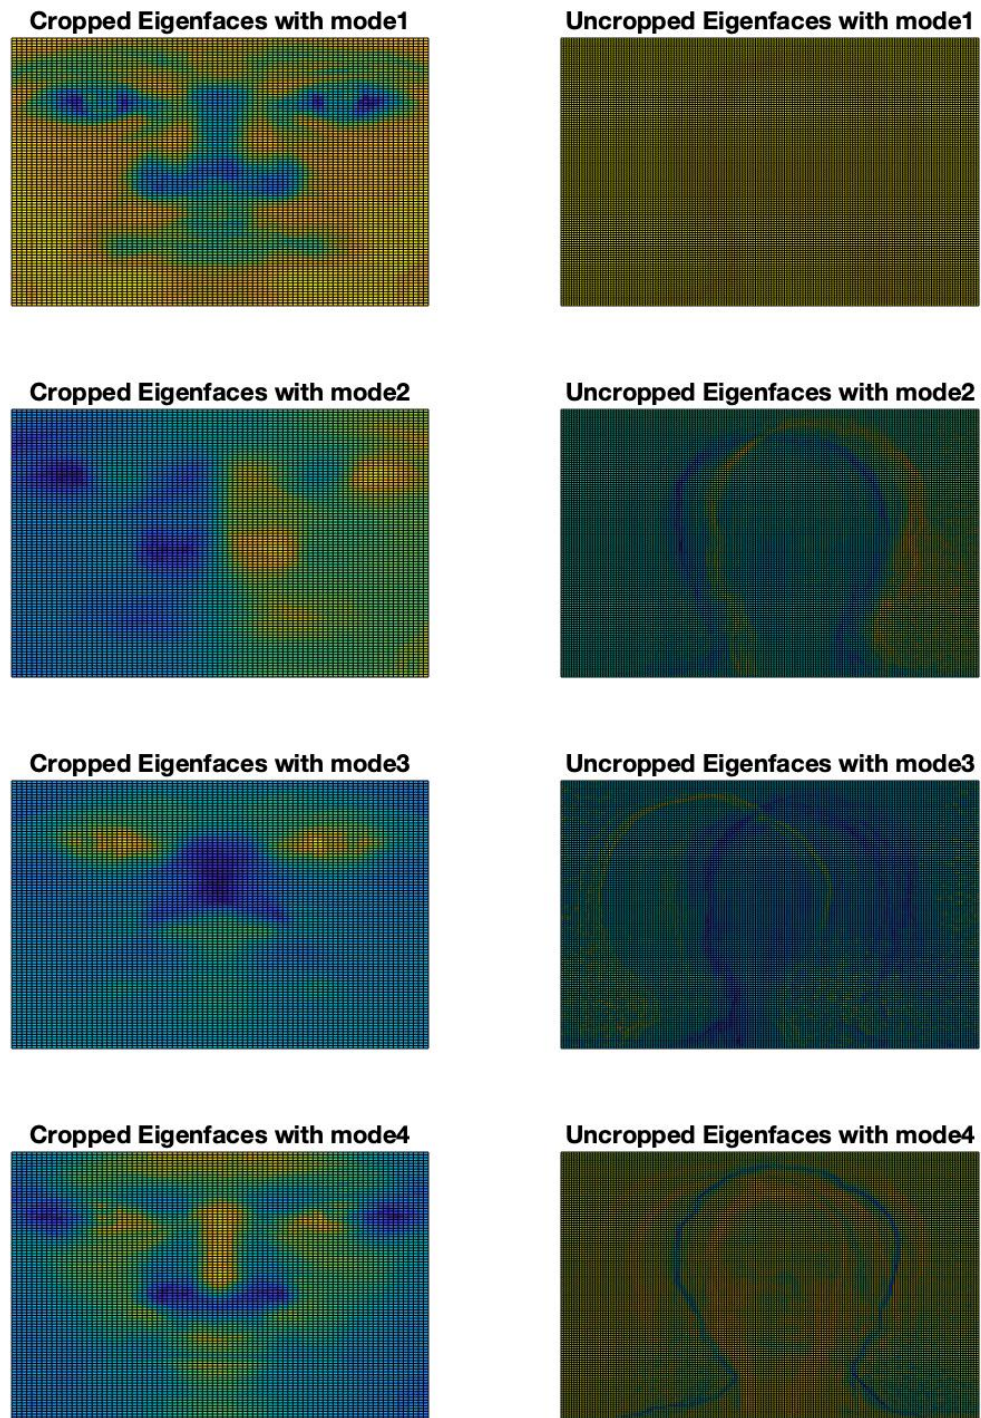 Cropped Eigenfaces with mode1
Uncropped Eigenfaces with mode1
Cropped Eigenfaces with mode2
Uncropped Eigenfaces with mode2
Cropped Eigenfaces with mode3
Uncropped Eigenfaces with mode3
Cropped Eigenfaces with mode4
Uncropped Eigenfaces with mode4